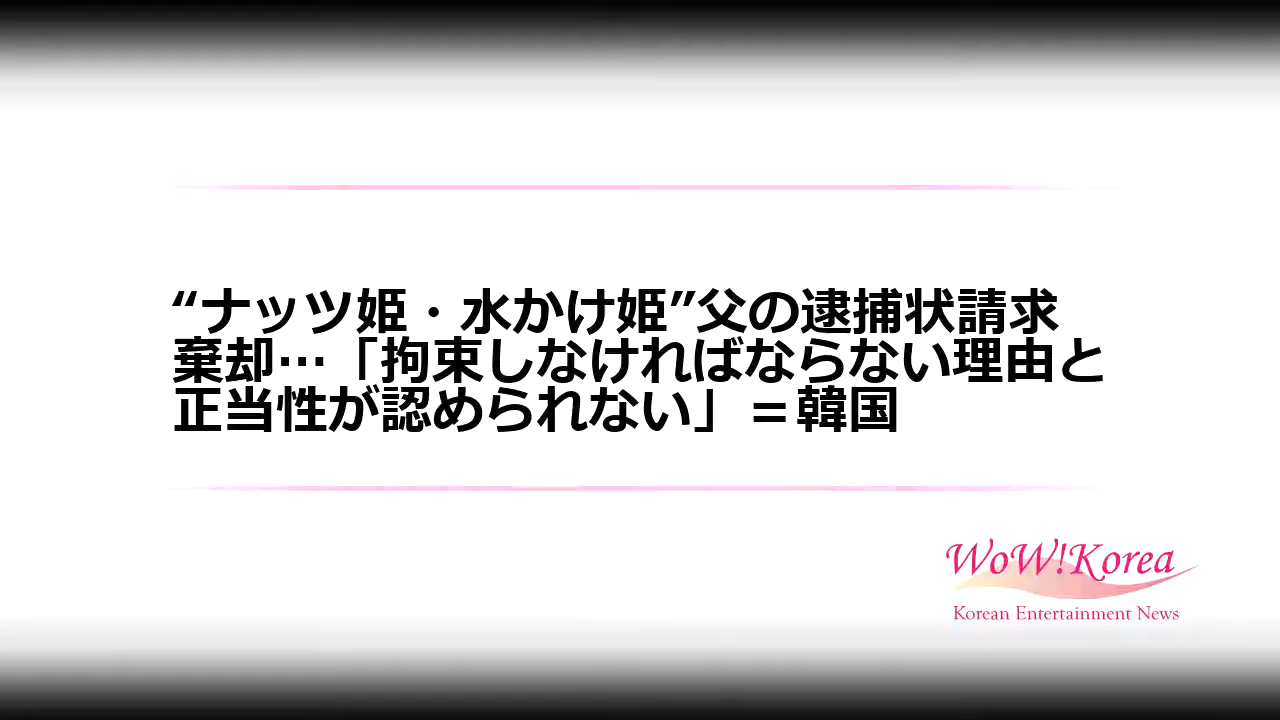 “ナッツ姫・水かけ姫”父の逮捕状請求
棄却…「拘束しなければならない理由と
正当性が認められない」＝韓国
WoW!Korea
Korean Entertainment News